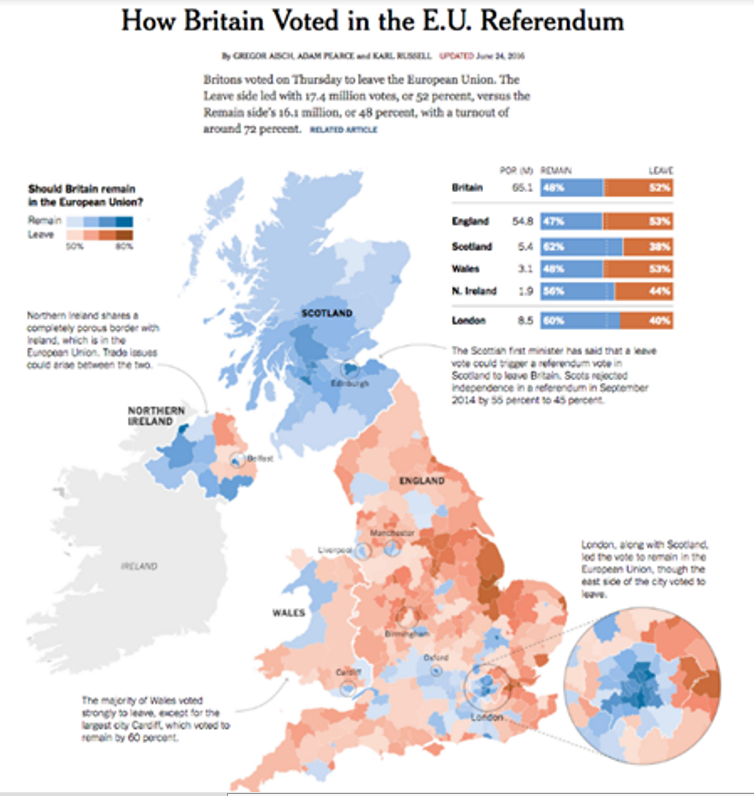 How Britain Voted in the E.U. Referendum
By GREGOR AISCH, ADAM PEARCE and KARL RUSSELL UPDATED June 24, 2016
Britons voted on Thursday to leave the European Union. The
Leave side led with 17.4 million votes, or 52 percent, versus the
Remain side's 16.1 million, or 48 percent, with a turnout of
around 72 percent. RELATED ARTICLE
Should Britain remain
in the European Union?
Remain
Leave
50% 80%
POP. (M) REMAIN LEAVE
Britain 65.1 48% 52%
England 54.8 47% 53%
Scotland 5.4 62% 38%
Wales 3.1 48% 53%
N. Ireland 1.9 56% 44%
London 8.5 60% 40%
Northern Ireland shares a
completely porous border with
Ireland, which is in the
European Union. Trade issues
could arise between the two.
SCOTLAND
The Scottish first minister has said that a leave
vote could trigger a referendum vote in
Scotland to leave Britain. Scots rejected
independence in a referendum in September
2014 by 55 percent to 45 percent.
Edinburgh
NORTHERN
IRELAND
Belfast
ENGLAND
Manchester
Liverpool
IRELAND
London, along with Scotland,
led the vote to remain in the
European Union, though the
east side of the city voted to
leave.
WALES
Birmingham
Oxford
Cardiff
London
The majority of Wales voted
strongly to leave, except for the
largest city Cardiff, which voted to
remain by 60 percent.